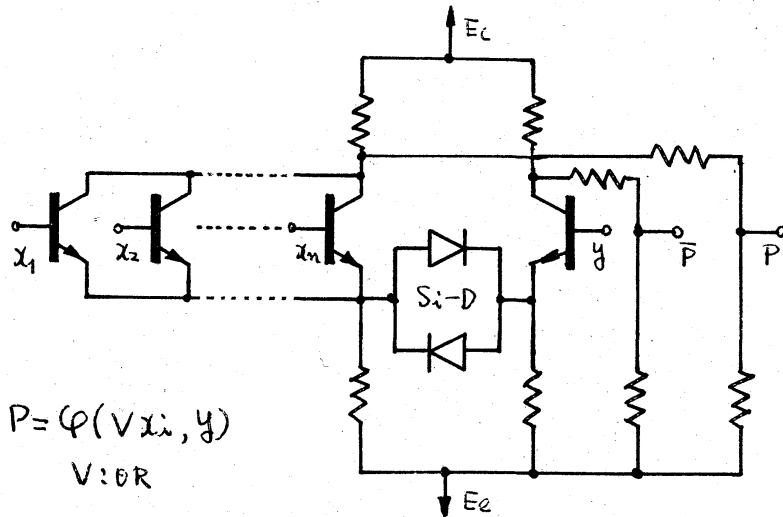 Ec
x1
x2
xn
y
P̄
P
Si-D
P=φ(Vxi, y)
V:OR
Ee